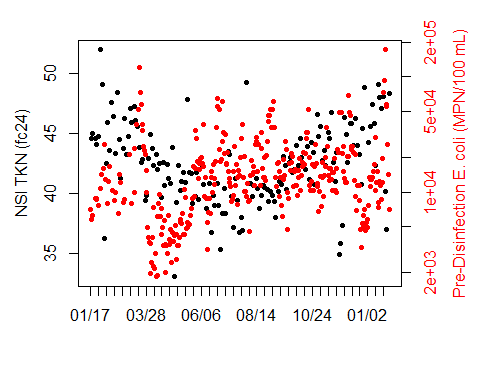 NSI TKN (fc24)
35
40
45
50
01/17
03/28
06/06
08/14
10/24
01/02
2e+03
1e+04
5e+04
2e+05
Pre-Disinfection E. coli (MPN/100 mL)